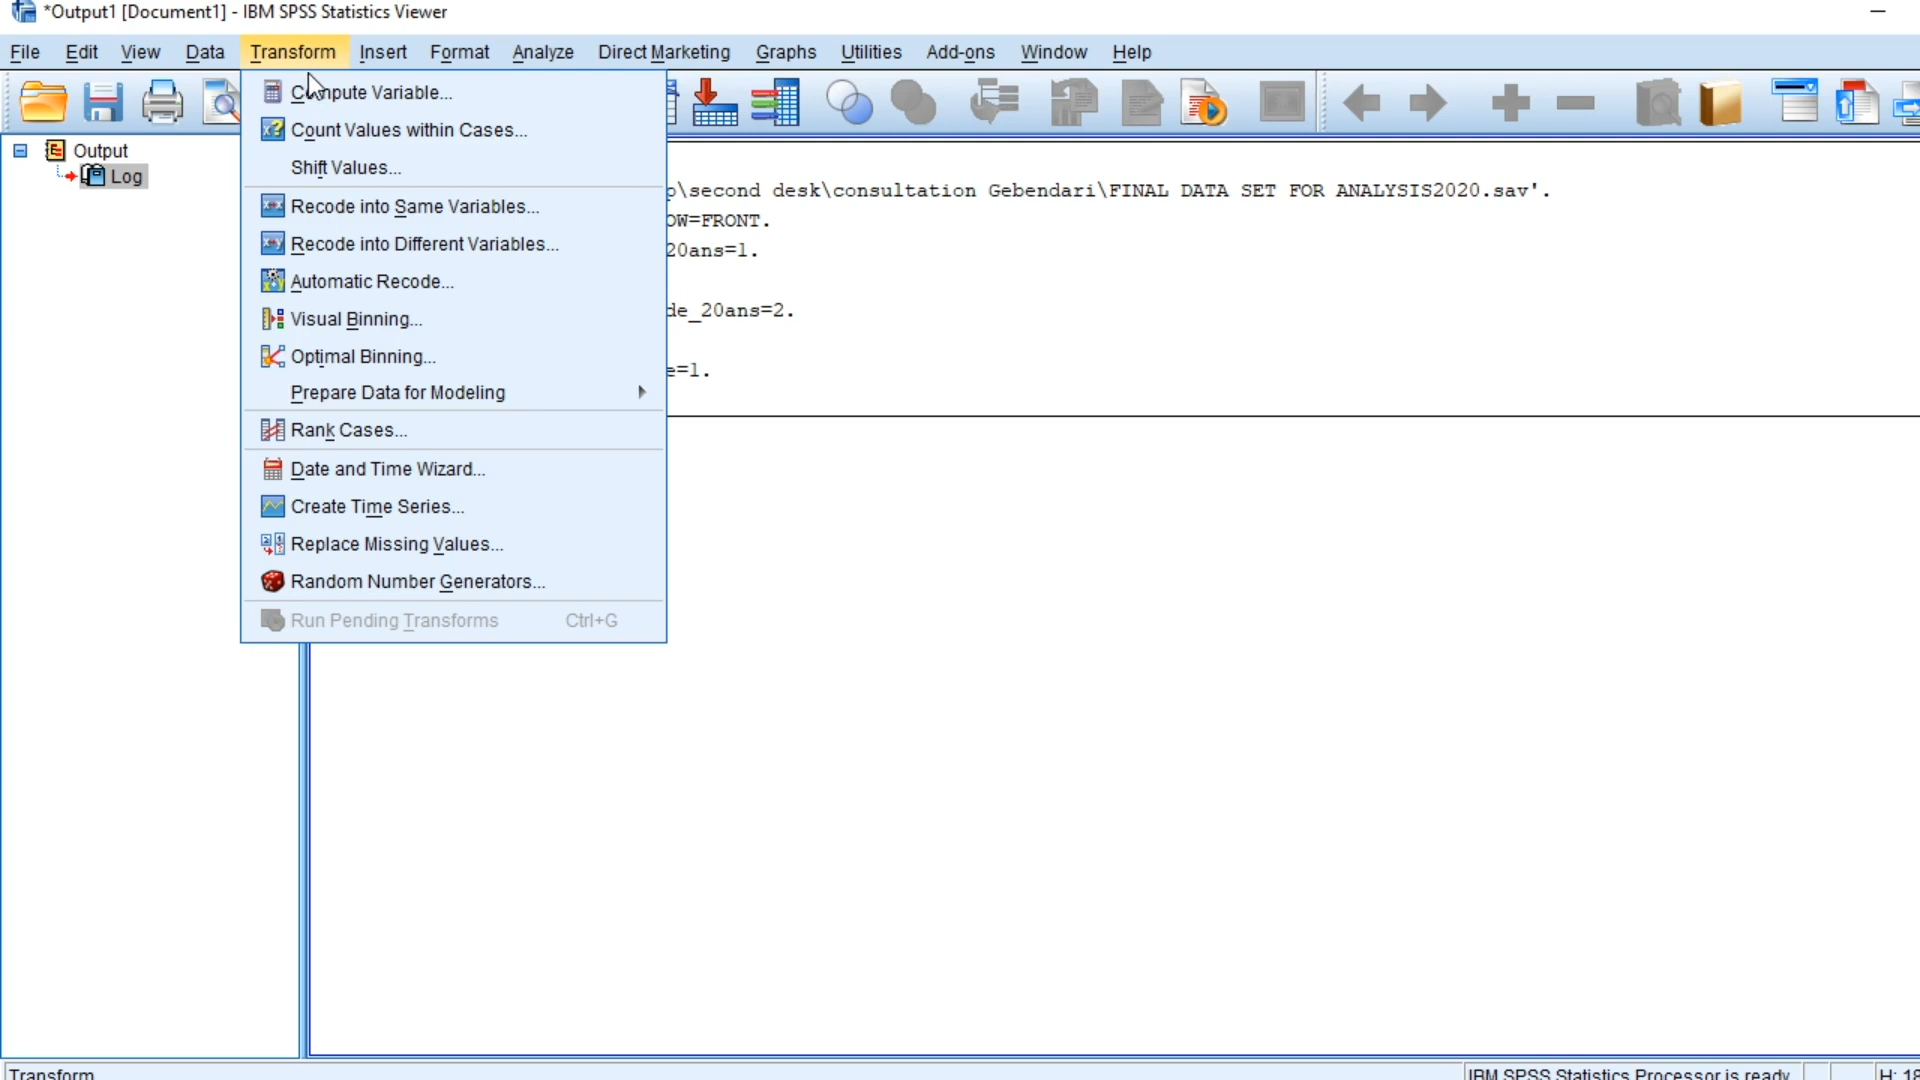 *Output1 [Document1] - IBM SPSS Statistics Viewer
File Edit View Data Transform Insert Format Analyze Direct Marketing Graphs Utilities Add-ons Window Help
Compute Variable...
Count Values within Cases...
Shift Values...
Recode into Same Variables...
Recode into Different Variables...
Automatic Recode...
Visual Binning...
Optimal Binning...
Prepare Data for Modeling
Rank Cases...
Date and Time Wizard...
Create Time Series...
Replace Missing Values...
Random Number Generators...
Run Pending Transforms Ctrl+G
Output
Log
\second desk\consultation Gebendari\FINAL DATA SET FOR ANALYSIS2020.sav'.
OW=FRONT.
20ans=1.
de_20ans=2.
e=1.
Transform
IBM SPSS Statistics Processor is ready
H: 18